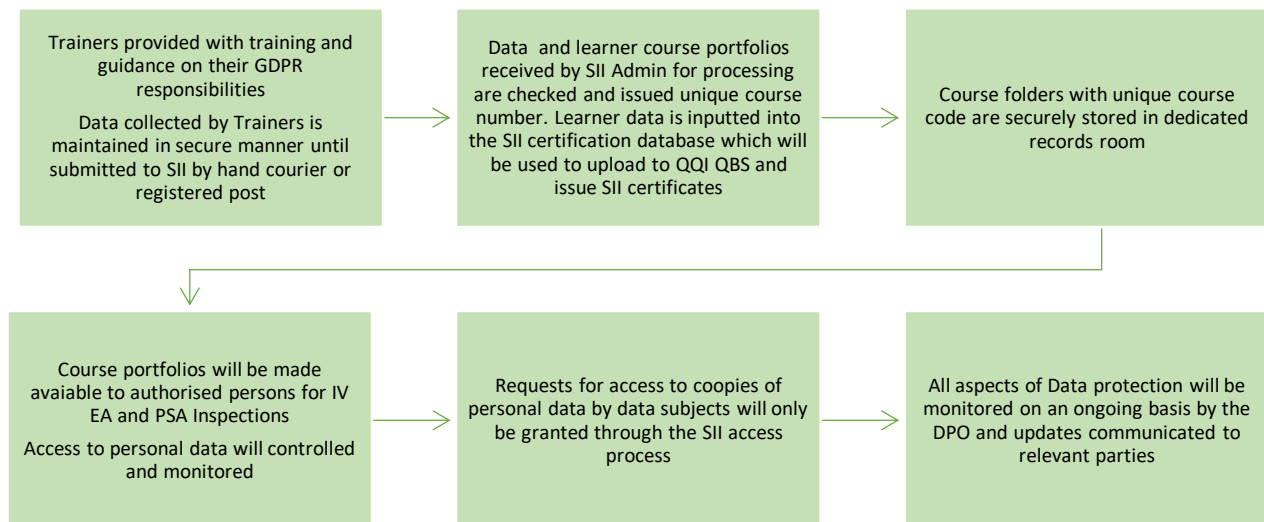 Trainers provided with training and
guidance on their GDPR
responsibilities
Data collected by Trainers is
maintained in secure manner until
submitted to SII by hand courier or
registered post
Data  and learner course portfolios
received by SII Admin for processing
are checked and issued unique course
number. Learner data is inputted into
the SII certification database which will
be used to upload to QQI QBS and
issue SII certificates
Course folders with unique course
code are securely stored in dedicated
records room
Course portfolios will be made
avaiable to authorised persons for IV
EA and PSA Inspections
Access to personal data will controlled
and monitored
Requests for access to coopies of
personal data by data subjects will only
be granted through the SII access
process
All aspects of Data protection will be
monitored on an ongoing basis by the
DPO and updates communicated to
relevant parties